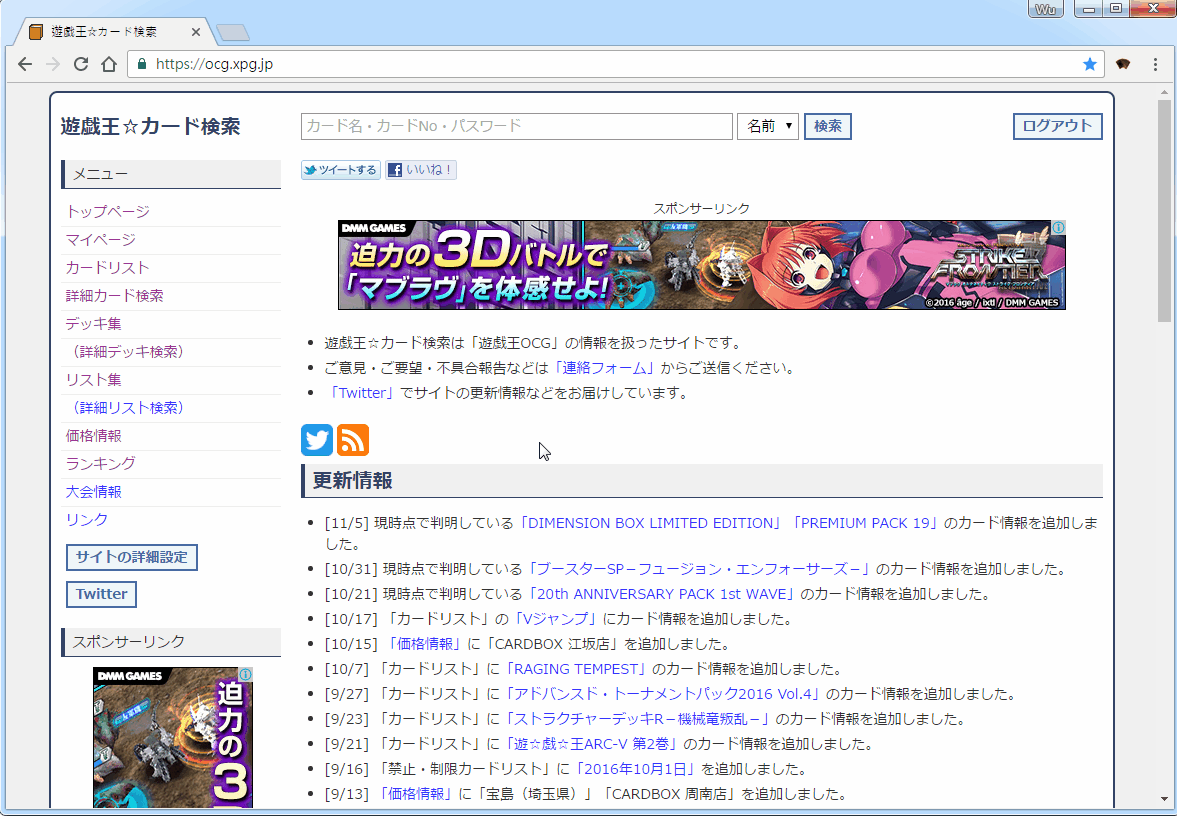 Wu
遊戯王☆カード検索
https://ocg.xpg.jp
遊戯王☆カード検索
カード名・カードNo・パスワード
名前
検索
ログアウト
メニュー
トップページ
マイページ
カードリスト
詳細カード検索
デッキ集
（詳細デッキ検索）
リスト集
（詳細リスト検索）
価格情報
ランキング
大会情報
リンク
サイトの詳細設定
Twitter
スポンサーリンク
DMM GAMES
迫力の3
ツイートする
いいね！
スポンサーリンク
DMM GAMES
迫力の3Dバトルで
「マブラヴ」を体感せよ!
STRIKE
FRONTIER
©2016 âge / ixtl / DMM GAMES
• 遊戯王☆カード検索は「遊戯王OCG」の情報を扱ったサイトです。
• ご意見・ご要望・不具合報告などは「連絡フォーム」からご送信ください。
• 「Twitter」でサイトの更新情報などをお届けしています。
更新情報
• [11/5] 現時点で判明している「DIMENSION BOX LIMITED EDITION」「PREMIUM PACK 19」のカード情報を追加しま
した。
• [10/31] 現時点で判明している「ブースターSP－フュージョン・エンフォーサーズ－」のカード情報を追加しました。
• [10/21] 現時点で判明している「20th ANNIVERSARY PACK 1st WAVE」のカード情報を追加しました。
• [10/17] 「カードリスト」の「Vジャンプ」にカード情報を追加しました。
• [10/15] 「価格情報」に「CARDBOX 江坂店」を追加しました。
• [10/7] 「カードリスト」に「RAGING TEMPEST」のカード情報を追加しました。
• [9/27] 「カードリスト」に「アドバンスド・トーナメントパック2016 Vol.4」のカード情報を追加しました。
• [9/23] 「カードリスト」に「ストラクチャーデッキR－機械竜叛乱－」のカード情報を追加しました。
• [9/21] 「カードリスト」に「遊☆戯☆王ARC-V 第2巻」のカード情報を追加しました。
• [9/16] 「禁止・制限カードリスト」に「2016年10月1日」を追加しました。
• [9/13] 「価格情報」に「宝島（埼玉県）」「CARDBOX 周南店」を追加しました。